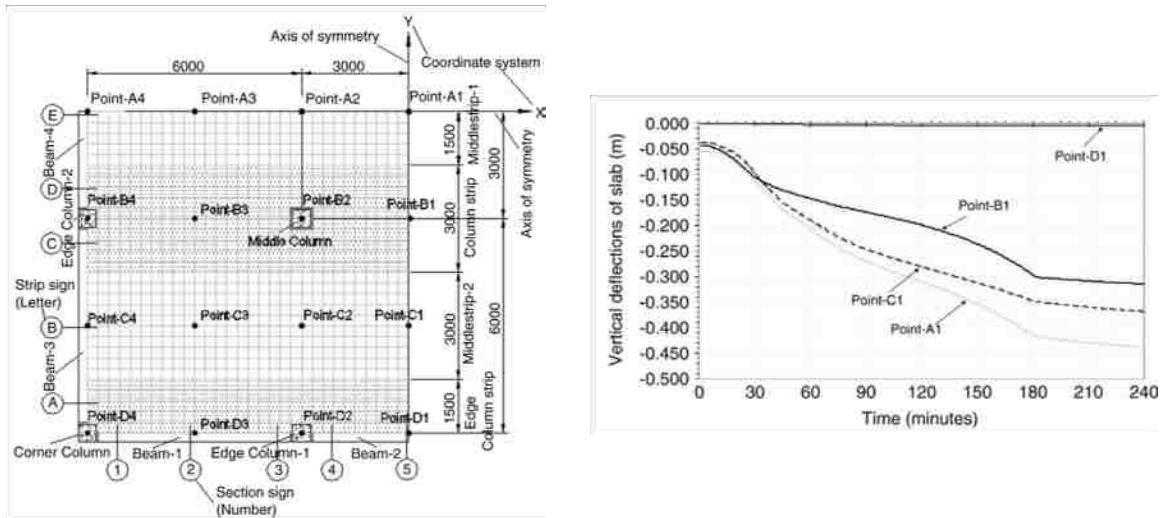 Y
Axis of symmetry
Coordinate system
6000
3000
Point-A4
Point-A3
Point-A2
Point-A1
X
E
Beam-4
1500
Middlestrip-1
3000
Axis of symmetry
D
Edge Column-2
Point-B4
Point-B3
Point-B2
Point-B1
3000
Column strip
Middle Column
C
Strip sign
(Letter)
B
Point-C4
Point-C3
Point-C2
Point-C1
3000
Middlestrip-2
6000
Beam-3
A
1500
Edge
Column strip
Point-D4
Point-D3
Point-D2
Point-D1
Corner Column
Beam-1
Edge Column-1
Beam-2
1
2
3
4
5
Section sign
(Number)
Vertical deflections of slab (m)
0.000
-0.050
-0.100
-0.150
-0.200
-0.250
-0.300
-0.350
-0.400
-0.450
-0.500
Point-D1
Point-B1
Point-C1
Point-A1
0
30
60
90
120
150
180
210
240
Time (minutes)